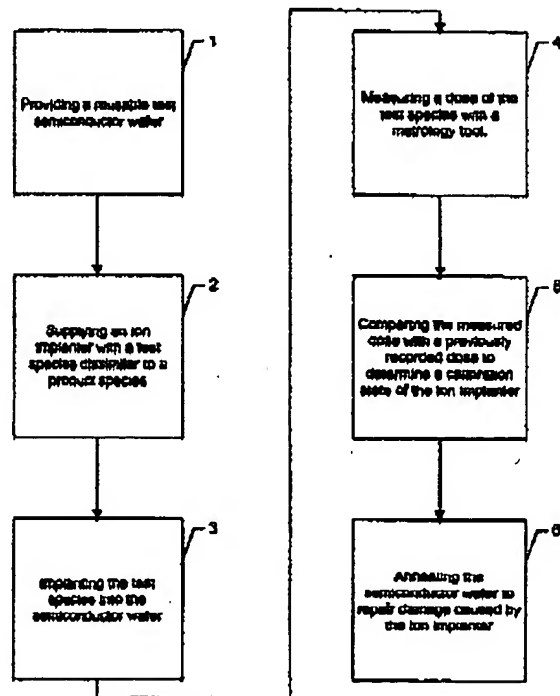 1
Providing a reusable test
semiconductor wafer
2
Supplying an ion
implanter with a test
species dissimilar to a
product species
3
Implanting the test
species into the
semiconductor wafer
4
Measuring a dose of the
test species with a
metrology tool.
5
Comparing the measured
dose with a previously
recorded dose to
determine a calibration
state of the ion implanter
6
Annealing the
semiconductor wafer to
repair damage caused by
the ion implanter